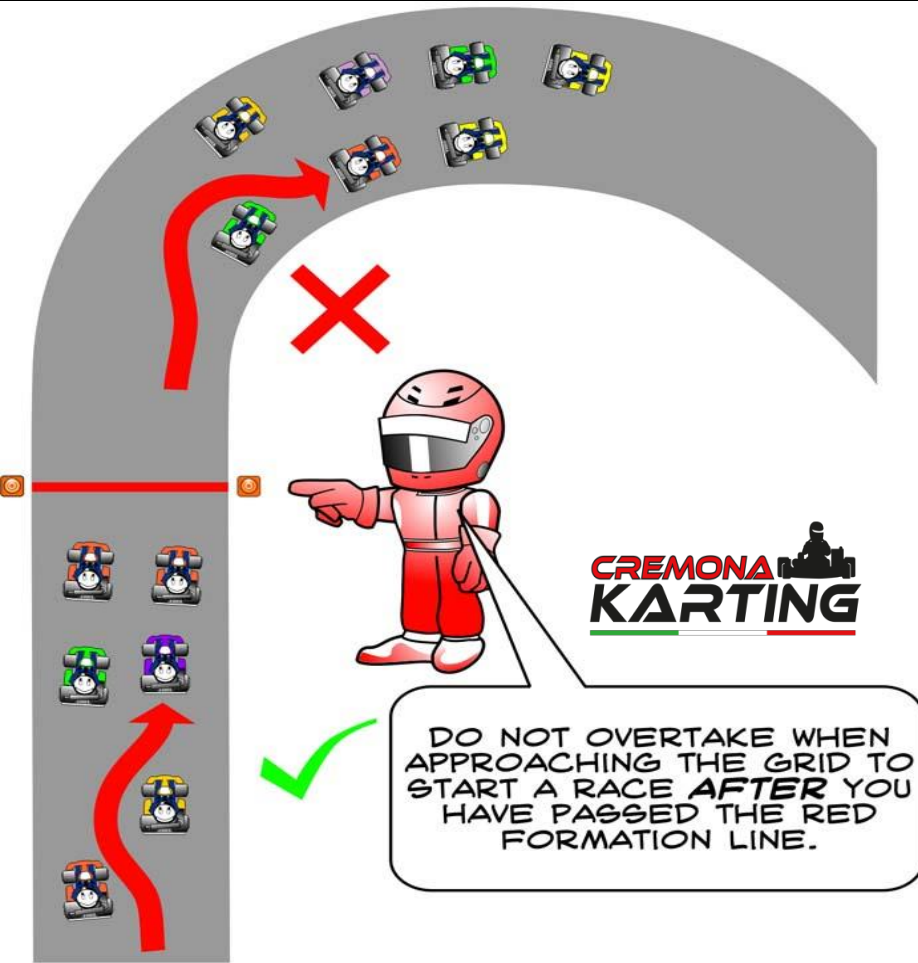 CREMONA
KARTING
DO NOT OVERTAKE WHEN
APPROACHING THE GRID TO
START A RACE AFTER YOU
HAVE PASSED THE RED
FORMATION LINE.